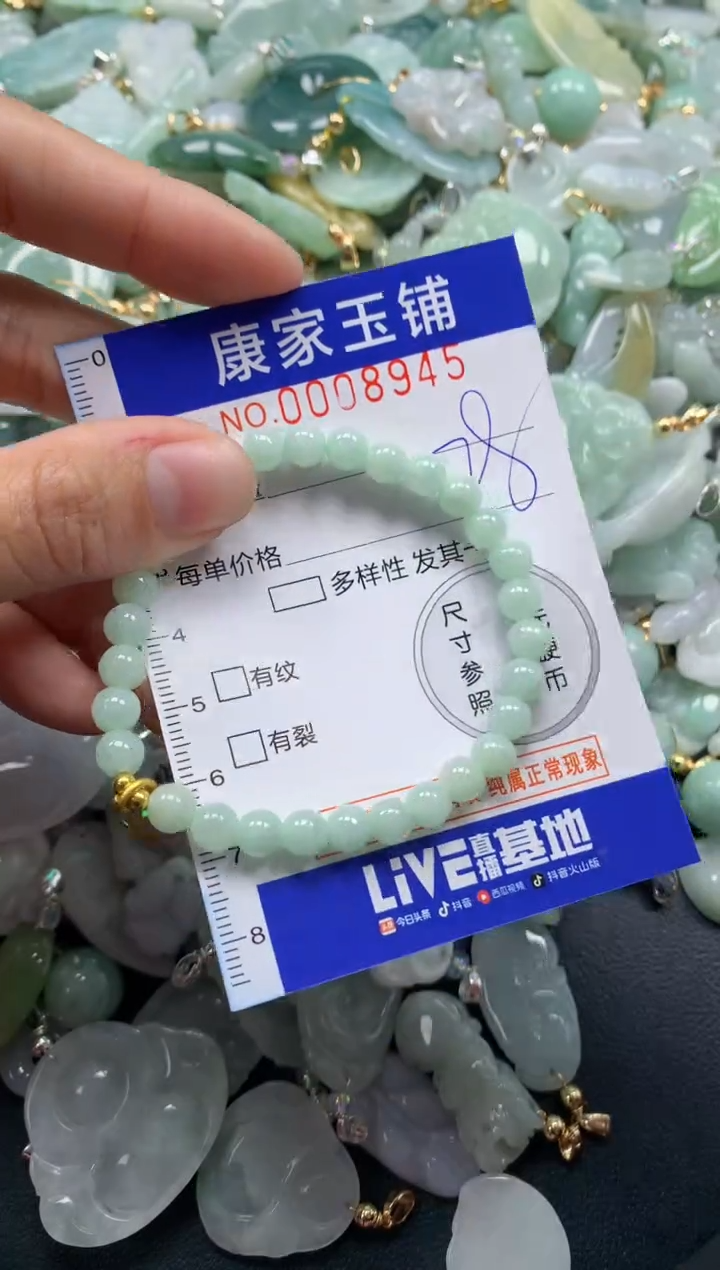 康家玉铺
NO.0008945
每单价格
多样性 发其一
尺寸参照
硬币
有纹
有裂
纯属正常现象
LiVE直播基地
今日头条 抖音 西瓜视频 抖音火山版
0
4
5
6
7
8